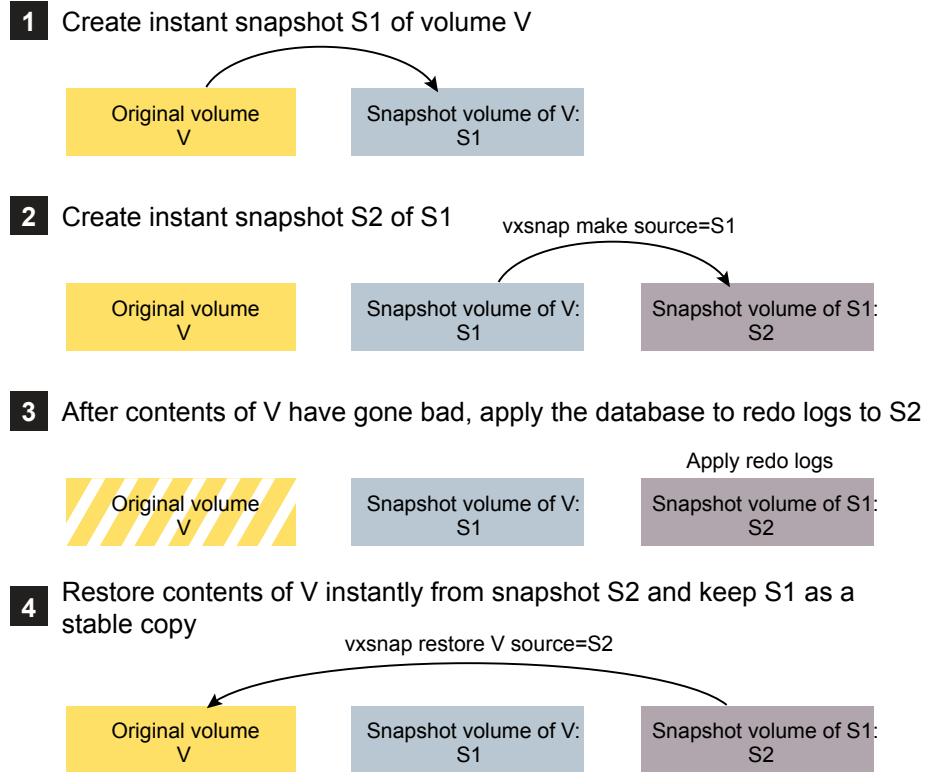 1 Create instant snapshot S1 of volume V
Original volume
V
Snapshot volume of V:
S1
2 Create instant snapshot S2 of S1
vxsnap make source=S1
Original volume
V
Snapshot volume of V:
S1
Snapshot volume of S1:
S2
3 After contents of V have gone bad, apply the database to redo logs to S2
Apply redo logs
Original volume
V
Snapshot volume of V:
S1
Snapshot volume of S1:
S2
4 Restore contents of V instantly from snapshot S2 and keep S1 as a
stable copy
vxsnap restore V source=S2
Original volume
V
Snapshot volume of V:
S1
Snapshot volume of S1:
S2